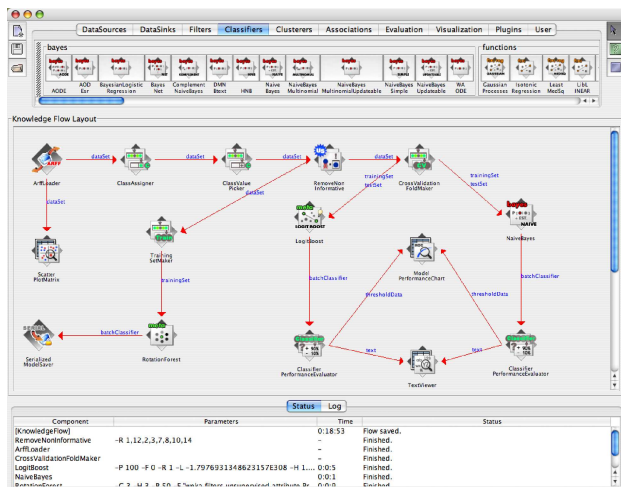 DataSources DataSinks Filters Classifiers Clusterers Associations Evaluation Visualization Plugins User
bayes functions
AODE AOD Esr BayesianLogistic Regression Bayes Net Complement NaiveBayes DMN Btext HNB Naive Bayes NaiveBayes Multinomial NaiveBayes MultinomialUpdateable NaiveBayes Simple NaiveBayes Updateable WA ODE Gaussian Processes Isotonic Regression Least MedSq LibL INEAR
Knowledge Flow Layout
dataSet dataSet dataSet dataSet
ArffLoader ClassAssigner ClassValue Picker RemoveNon Informative CrossValidation FoldMaker
trainingSet testSet
trainingSet testSet
dataSet
dataSet
LOGITBOOST
LogitBoost
NAIVE
NaiveBayes
Scatter PlotMatrix
Training SetMaker
Model PerformanceChart
trainingSet
batchClassifier
batchClassifier
thresholdData
thresholdData
batchClassifier
Serialized ModelSaver
RotationForest
Classifier PerformanceEvaluator
text
text
TextViewer
Classifier PerformanceEvaluator
Status Log
Component Parameters Time Status
[KnowledgeFlow] 0:18:53 Flow saved.
RemoveNonInformative -R 1,12,2,3,7,8,10,14 - Finished.
ArffLoader - Finished.
CrossValidationFoldMaker - Finished.
LogitBoost -P 100 -F 0 -R 1 -L -1.7976931348623157E308 -H 1.... 0:0:5 Finished.
NaiveBayes 0:0:1 Finished.